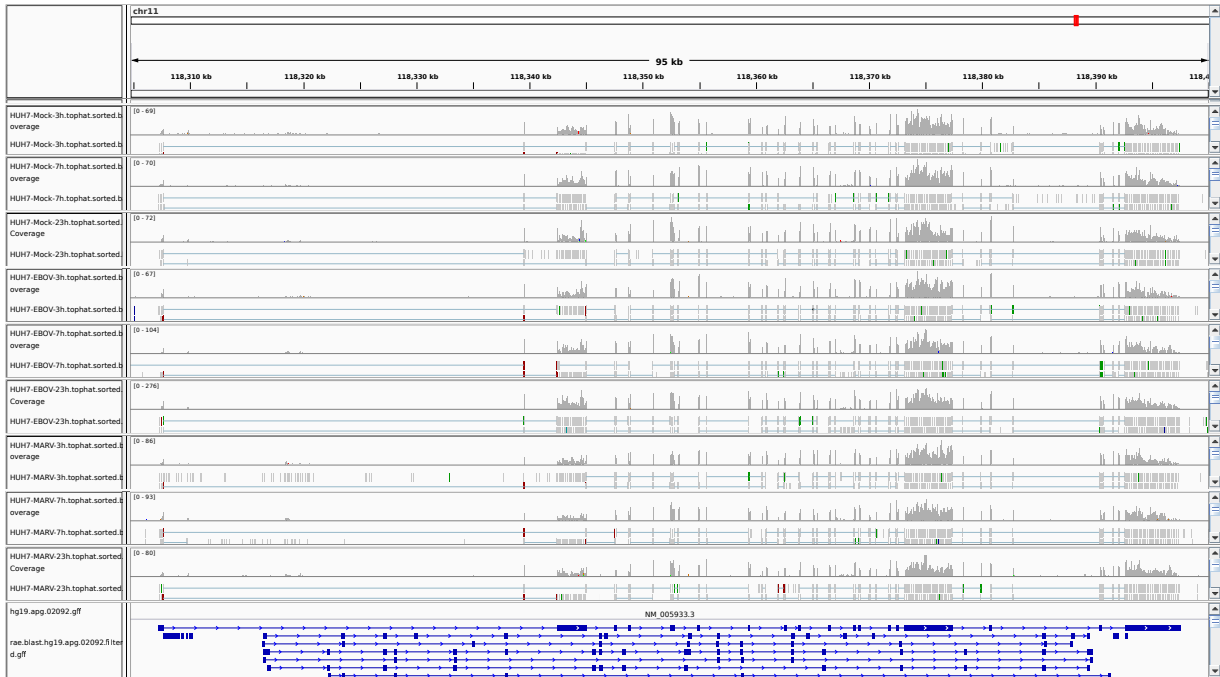 chr11
95 kb
118,310 kb 118,320 kb 118,330 kb 118,340 kb 118,350 kb 118,360 kb 118,370 kb 118,380 kb 118,390 kb 118,4
[0 - 69]
HUH7-Mock-3h.tophat.sorted.b
overage
HUH7-Mock-3h.tophat.sorted.b
[0 - 70]
HUH7-Mock-7h.tophat.sorted.b
overage
HUH7-Mock-7h.tophat.sorted.b
[0 - 72]
HUH7-Mock-23h.tophat.sorted.
Coverage
HUH7-Mock-23h.tophat.sorted.
[0 - 67]
HUH7-EBOV-3h.tophat.sorted.b
overage
HUH7-EBOV-3h.tophat.sorted.b
[0 - 104]
HUH7-EBOV-7h.tophat.sorted.b
overage
HUH7-EBOV-7h.tophat.sorted.b
[0 - 276]
HUH7-EBOV-23h.tophat.sorted.
Coverage
HUH7-EBOV-23h.tophat.sorted.
[0 - 86]
HUH7-MARV-3h.tophat.sorted.b
overage
HUH7-MARV-3h.tophat.sorted.b
[0 - 93]
HUH7-MARV-7h.tophat.sorted.b
overage
HUH7-MARV-7h.tophat.sorted.b
[0 - 80]
HUH7-MARV-23h.tophat.sorted.
Coverage
HUH7-MARV-23h.tophat.sorted.
hg19.apg.02092.gff
NM_005933.3
rae.blast.hg19.apg.02092.filter
d.gff